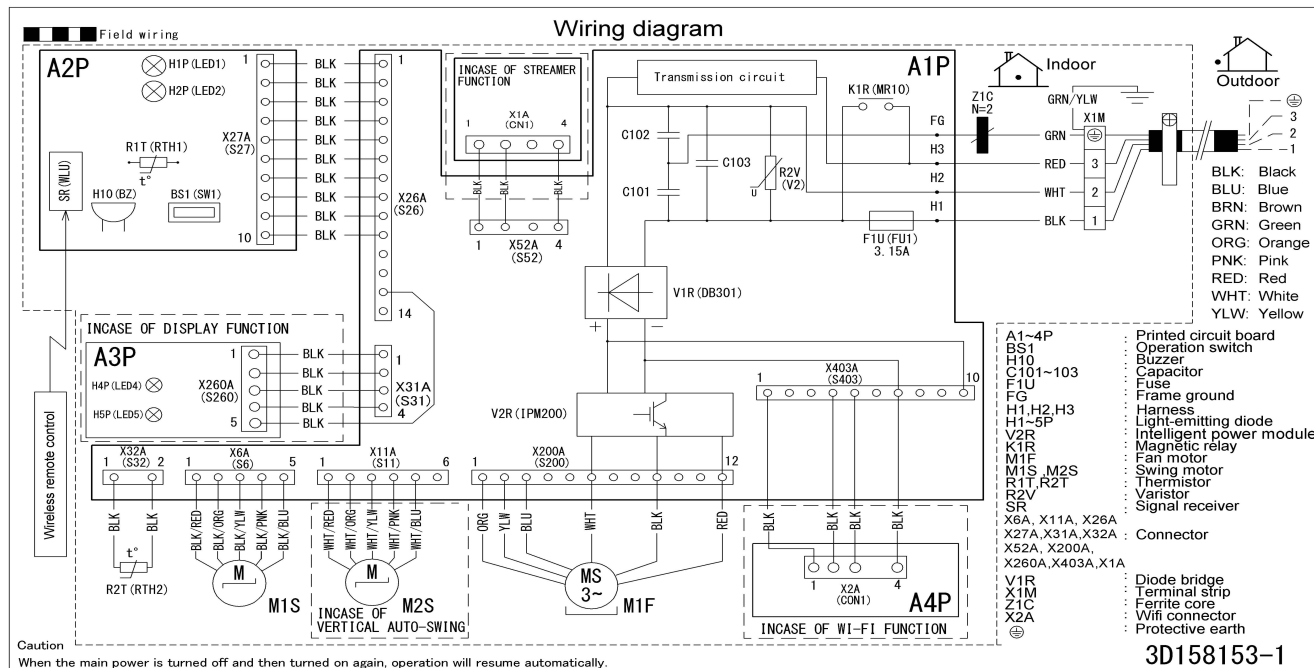 Wiring diagram
Field wiring
A2P
H1P(LED1)
H2P(LED2)
R1T(RTH1)
t°
SR(WLU)
H10(BZ)
BS1(SW1)
1
X27A
(S27)
10
BLK
BLK
BLK
BLK
BLK
BLK
BLK
BLK
BLK
BLK
1
X26A
(S26)
14
INCASE OF STREAMER
FUNCTION
X1A
(CN1)
1 4
BLK
BLK
BLK
1 X52A 4
(S52)
Transmission circuit
A1P
K1R(MR10)
C102
C103
C101
R2V
(V2)
u
FG
H3
H2
H1
F1U(FU1)
3.15A
V1R(DB301)
+ −
V2R(IPM200)
Z1C
N=2
Indoor
Outdoor
GRN/YLW
X1M
GRN
RED 3
WHT 2
BLK 1
3
2
1
BLK: Black
BLU: Blue
BRN: Brown
GRN: Green
ORG: Orange
PNK: Pink
RED: Red
WHT: White
YLW: Yellow
INCASE OF DISPLAY FUNCTION
A3P
H4P(LED4)
H5P(LED5)
X260A
(S260)
1
5
BLK
BLK
BLK
BLK
BLK
1
X31A
(S31)
4
Wireless remote control
X32A
1 (S32) 2
BLK
BLK
t°
R2T(RTH2)
X6A
1 (S6) 5
BLK/RED
BLK/ORG
BLK/YLW
BLK/PNK
BLK/BLU
M
M1S
X11A
1 (S11) 6
WHT/RED
WHT/ORG
WHT/YLW
WHT/PNK
WHT/BLU
M
M2S
INCASE OF
VERTICAL AUTO-SWING
X200A
1 (S200) 12
ORG
YLW
BLU
WHT
BLK
RED
MS
3~
M1F
X403A
1 (S403) 10
BLK
BLK
BLK
BLK
1 X2A 4
(CON1)
A4P
INCASE OF WI-FI FUNCTION
A1~4P : Printed circuit board
BS1 : Operation switch
H10 : Buzzer
C101~103 : Capacitor
F1U : Fuse
FG : Frame ground
H1,H2,H3 : Harness
H1~5P : Light-emitting diode
V2R : Intelligent power module
K1R : Magnetic relay
M1F : Fan motor
M1S ,M2S : Swing motor
R1T,R2T : Thermistor
R2V : Varistor
SR : Signal receiver
X6A, X11A, X26A
X27A,X31A,X32A : Connector
X52A, X200A,
X260A,X403A,X1A
V1R : Diode bridge
X1M : Terminal strip
Z1C : Ferrite core
X2A : Wifi connector
: Protective earth
Caution
When the main power is turned off and then turned on again, operation will resume automatically.
3D158153-1